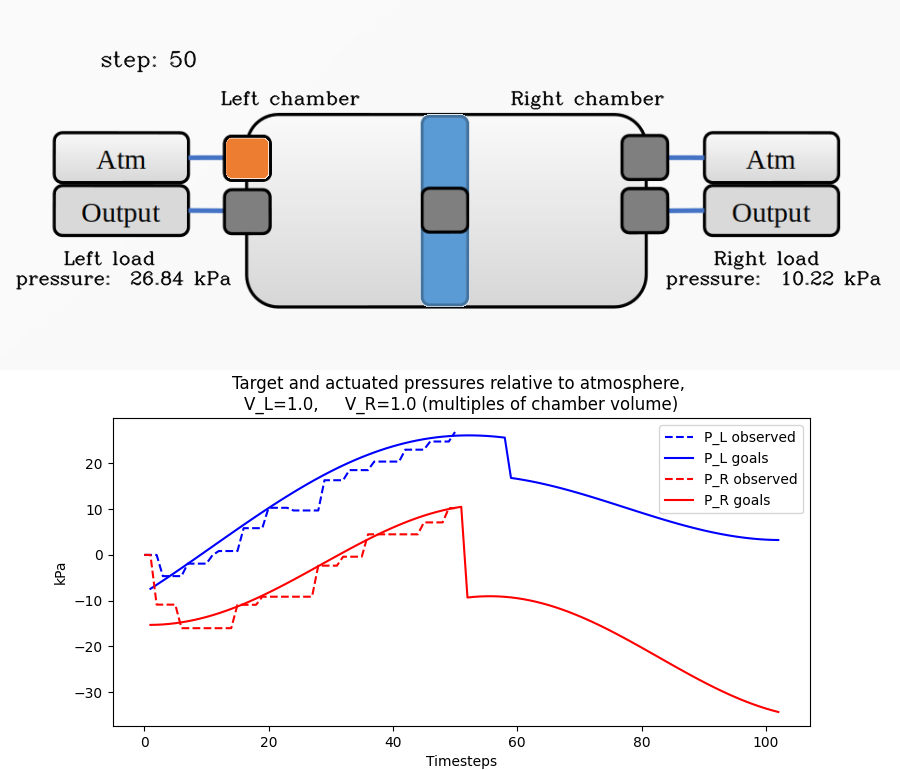 step: 50
Left chamber
Right chamber
Atm
Atm
Output
Output
Left load
pressure: 26.84 kPa
Right load
pressure: 10.22 kPa
Target and actuated pressures relative to atmosphere,
V_L=1.0, V_R=1.0 (multiples of chamber volume)
P_L observed
P_L goals
P_R observed
P_R goals
kPa
20
10
0
−10
−20
−30
0 20 40 60 80 100
Timesteps